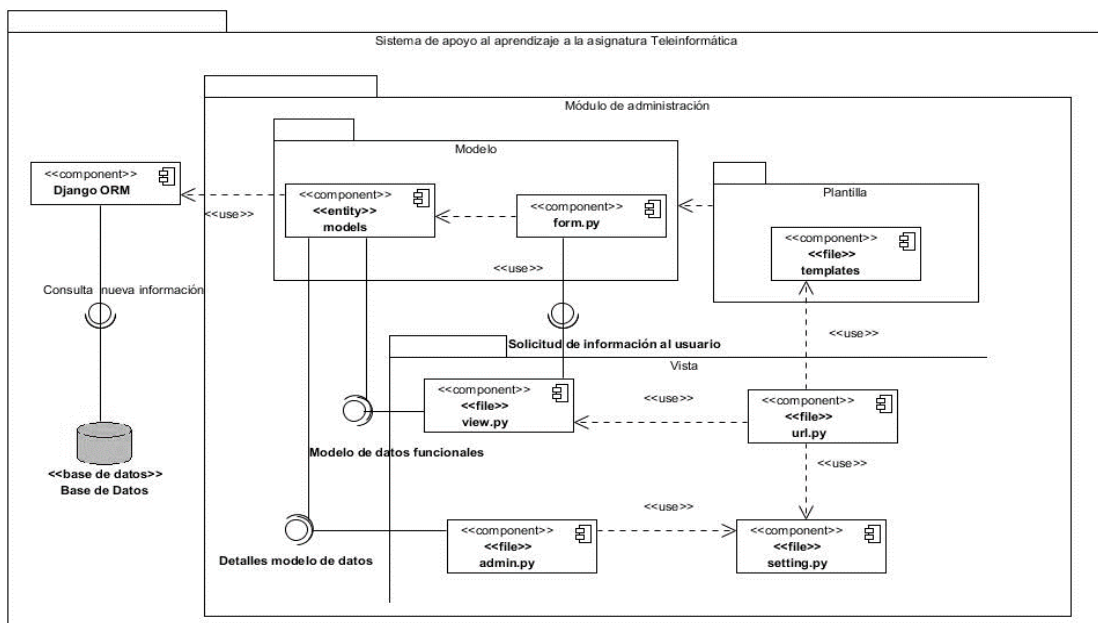 Sistema de apoyo al aprendizaje a la asignatura Teleinformática
Módulo de administración
Modelo
<<component>>
Django ORM
<<use>>
<<component>>
<<entity>>
models
<<component>>
form.py
<<use>>
Plantilla
<<component>>
<<file>>
templates
Consulta nueva información
<<use>>
Solicitud de información al usuario
Vista
<<component>>
<<file>>
view.py
<<use>>
<<component>>
<<file>>
url.py
Modelo de datos funcionales
<<base de datos>>
Base de Datos
<<use>>
<<use>>
Detalles modelo de datos
<<component>>
<<file>>
admin.py
<<component>>
<<file>>
setting.py